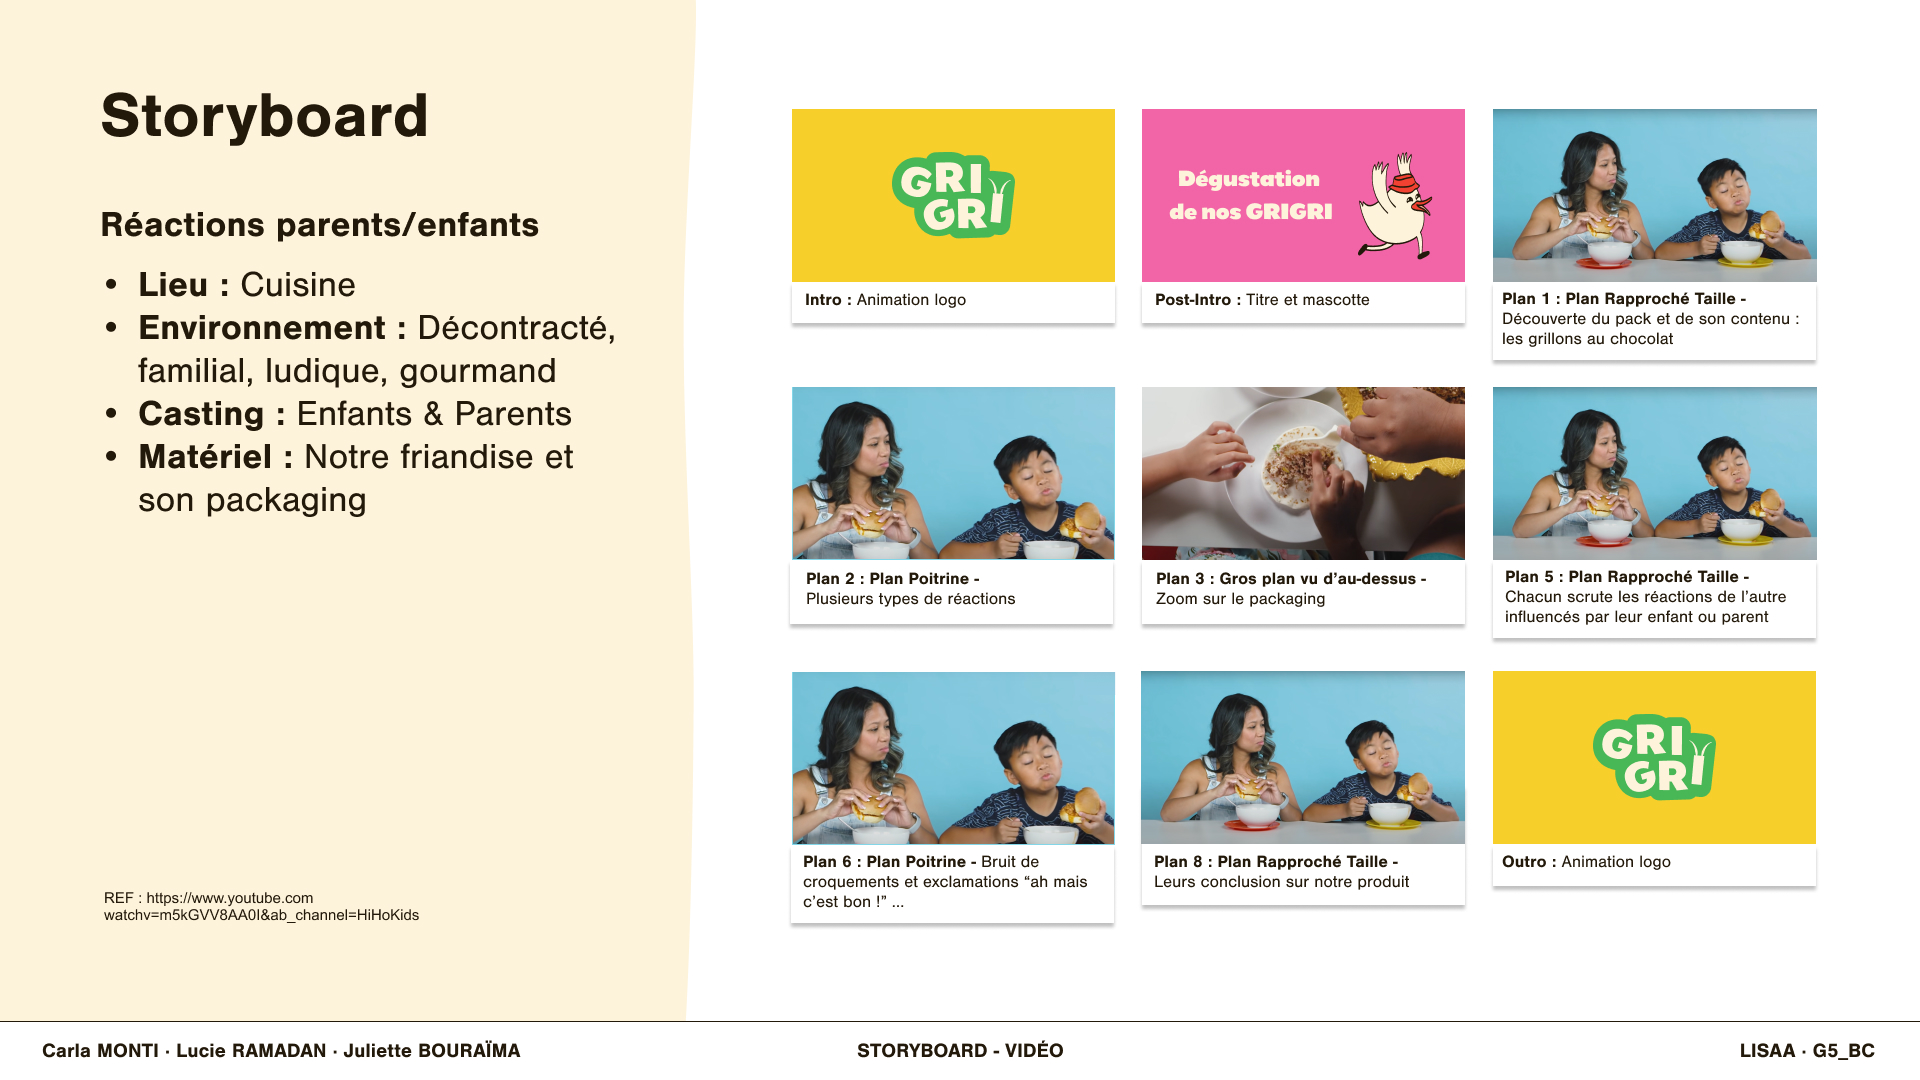 Storyboard
Réactions parents/enfants
• Lieu : Cuisine
• Environnement : Décontracté,
familial, ludique, gourmand
• Casting : Enfants & Parents
• Matériel : Notre friandise et
son packaging
REF : https://www.youtube.com
watchv=m5kGVV8AA0I&ab_channel=HiHoKids
GRI
GRI
Intro : Animation logo
Dégustation
de nos GRIGRI
Post-Intro : Titre et mascotte
Plan 1 : Plan Rapproché Taille -
Découverte du pack et de son contenu :
les grillons au chocolat
Plan 2 : Plan Poitrine -
Plusieurs types de réactions
Plan 3 : Gros plan vu d’au-dessus -
Zoom sur le packaging
Plan 5 : Plan Rapproché Taille -
Chacun scrute les réactions de l’autre
influencés par leur enfant ou parent
Plan 6 : Plan Poitrine - Bruit de
croquements et exclamations “ah mais
c’est bon !” ...
Plan 8 : Plan Rapproché Taille -
Leurs conclusion sur notre produit
GRI
GRI
Outro : Animation logo
Carla MONTI · Lucie RAMADAN · Juliette BOURAÏMA
STORYBOARD - VIDÉO
LISAA · G5_BC